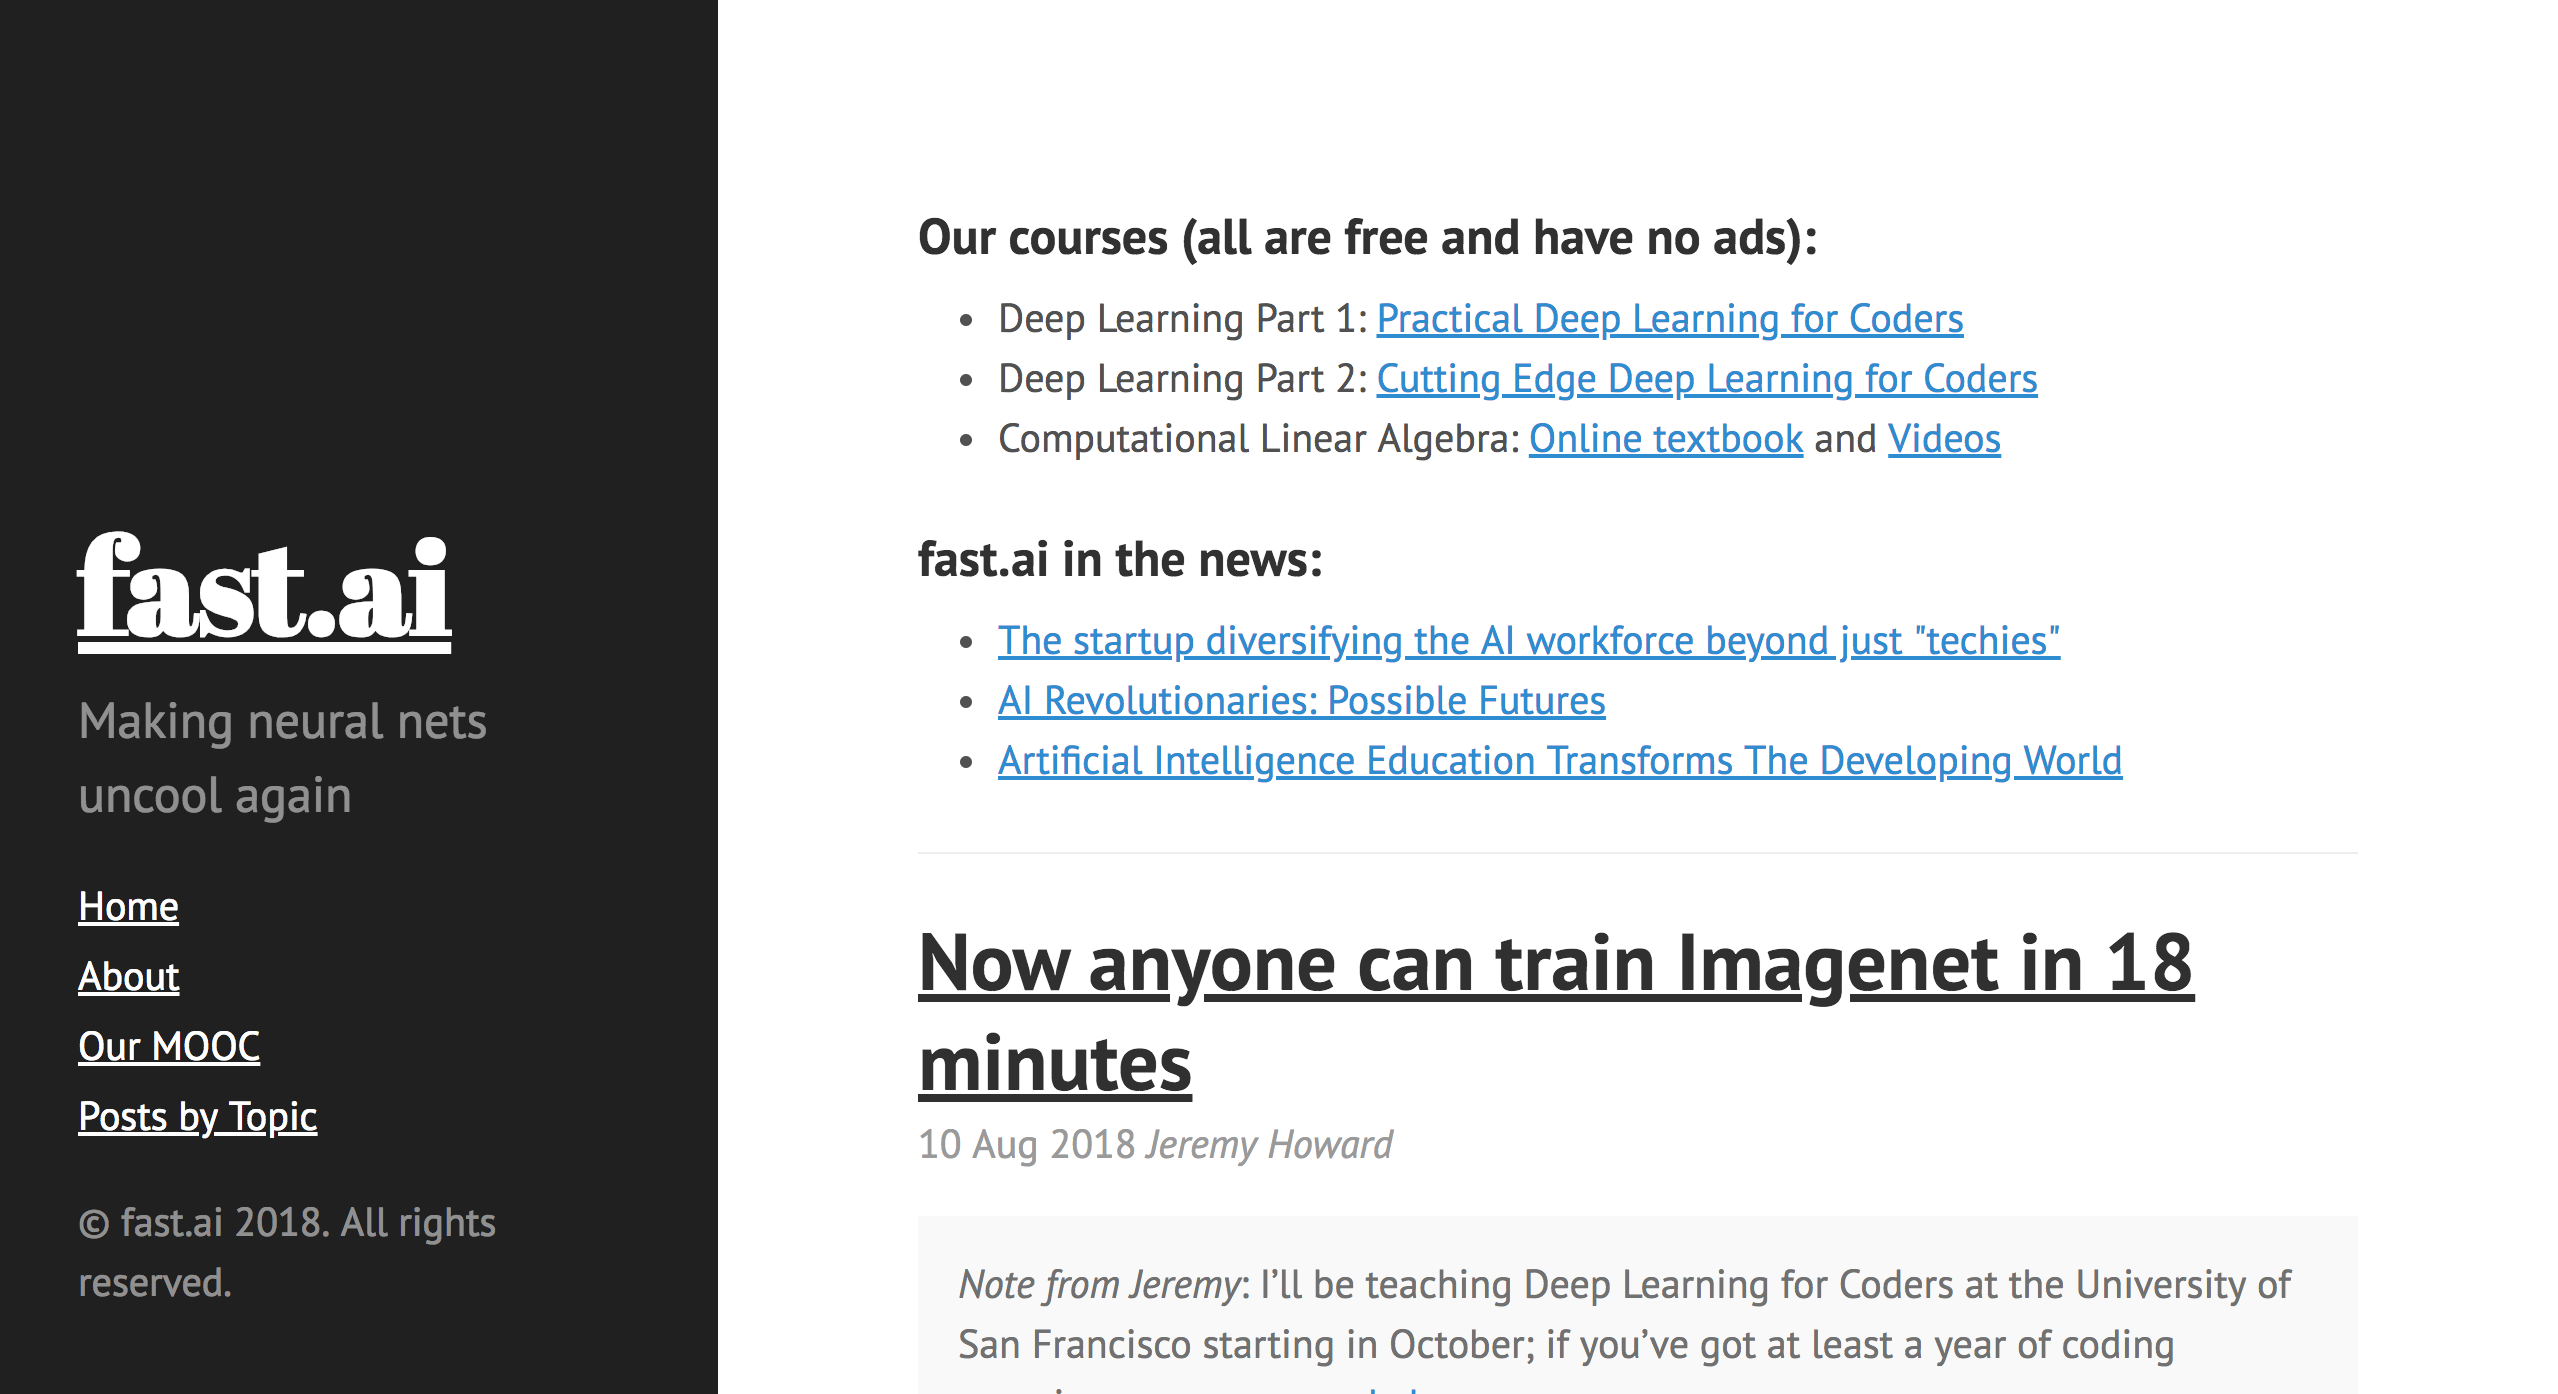 fast.ai
Making neural nets
uncool again
Home
About
Our MOOC
Posts by Topic
© fast.ai 2018. All rights
reserved.
Our courses (all are free and have no ads):
• Deep Learning Part 1: Practical Deep Learning for Coders
• Deep Learning Part 2: Cutting Edge Deep Learning for Coders
• Computational Linear Algebra: Online textbook and Videos
fast.ai in the news:
• The startup diversifying the AI workforce beyond just "techies"
• AI Revolutionaries: Possible Futures
• Artificial Intelligence Education Transforms The Developing World
Now anyone can train Imagenet in 18
minutes
10 Aug 2018 Jeremy Howard
Note from Jeremy: I’ll be teaching Deep Learning for Coders at the University of
San Francisco starting in October; if you’ve got at least a year of coding